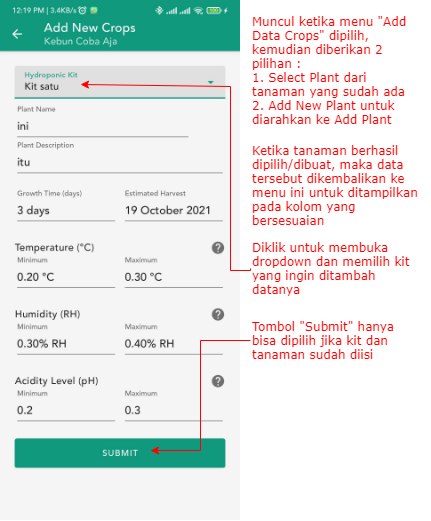 12:19 PM | 3.4KB/s
Add New Crops
Kebun Coba Aja
Hydroponic Kit
Kit satu
Plant Name
ini
Plant Description
itu
Growth Time (days)
Estimated Harvest
3 days
19 October 2021
Temperature (°C)
?
Minimum
Maximum
0.20 °C
0.30 °C
Humidity (RH)
?
Minimum
Maximum
0.30% RH
0.40% RH
Acidity Level (pH)
?
Minimum
Maximum
0.2
0.3
SUBMIT
Muncul ketika menu "Add
Data Crops" dipilih,
kemudian diberikan 2
pilihan :
1. Select Plant dari
tanaman yang sudah ada
2. Add New Plant untuk
diarahkan ke Add Plant
Ketika tanaman berhasil
dipilih/dibuat, maka data
tersebut dikembalikan ke
menu ini untuk ditampilkan
pada kolom yang
bersesuaian
Diklik untuk membuka
dropdown dan memilih kit
yang ingin ditambah
datanya
Tombol "Submit" hanya
bisa dipilih jika kit dan
tanaman sudah diisi